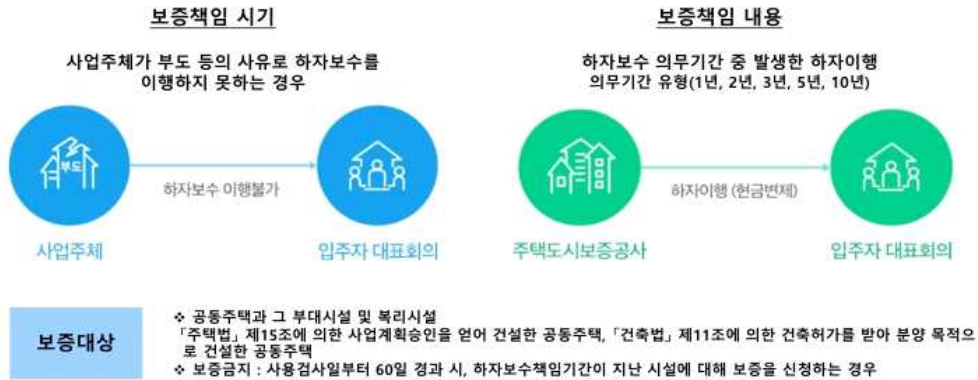 보증책임 시기
사업주체가 부도 등의 사유로 하자보수를
이행하지 못하는 경우
부도
하자보수 이행불가
사업주체
입주자 대표회의
보증책임 내용
하자보수 의무기간 중 발생한 하자이행
의무기간 유형(1년, 2년, 3년, 5년, 10년)
하자이행 (현금변제)
주택도시보증공사
입주자 대표회의
보증대상
❖ 공동주택과 그 부대시설 및 복리시설
「주택법」 제15조에 의한 사업계획승인을 얻어 건설한 공동주택, 「건축법」 제11조에 의한 건축허가를 받아 분양 목적으
로 건설한 공동주택
❖ 보증금지 : 사용검사일부터 60일 경과 시, 하자보수책임기간이 지난 시설에 대해 보증을 신청하는 경우